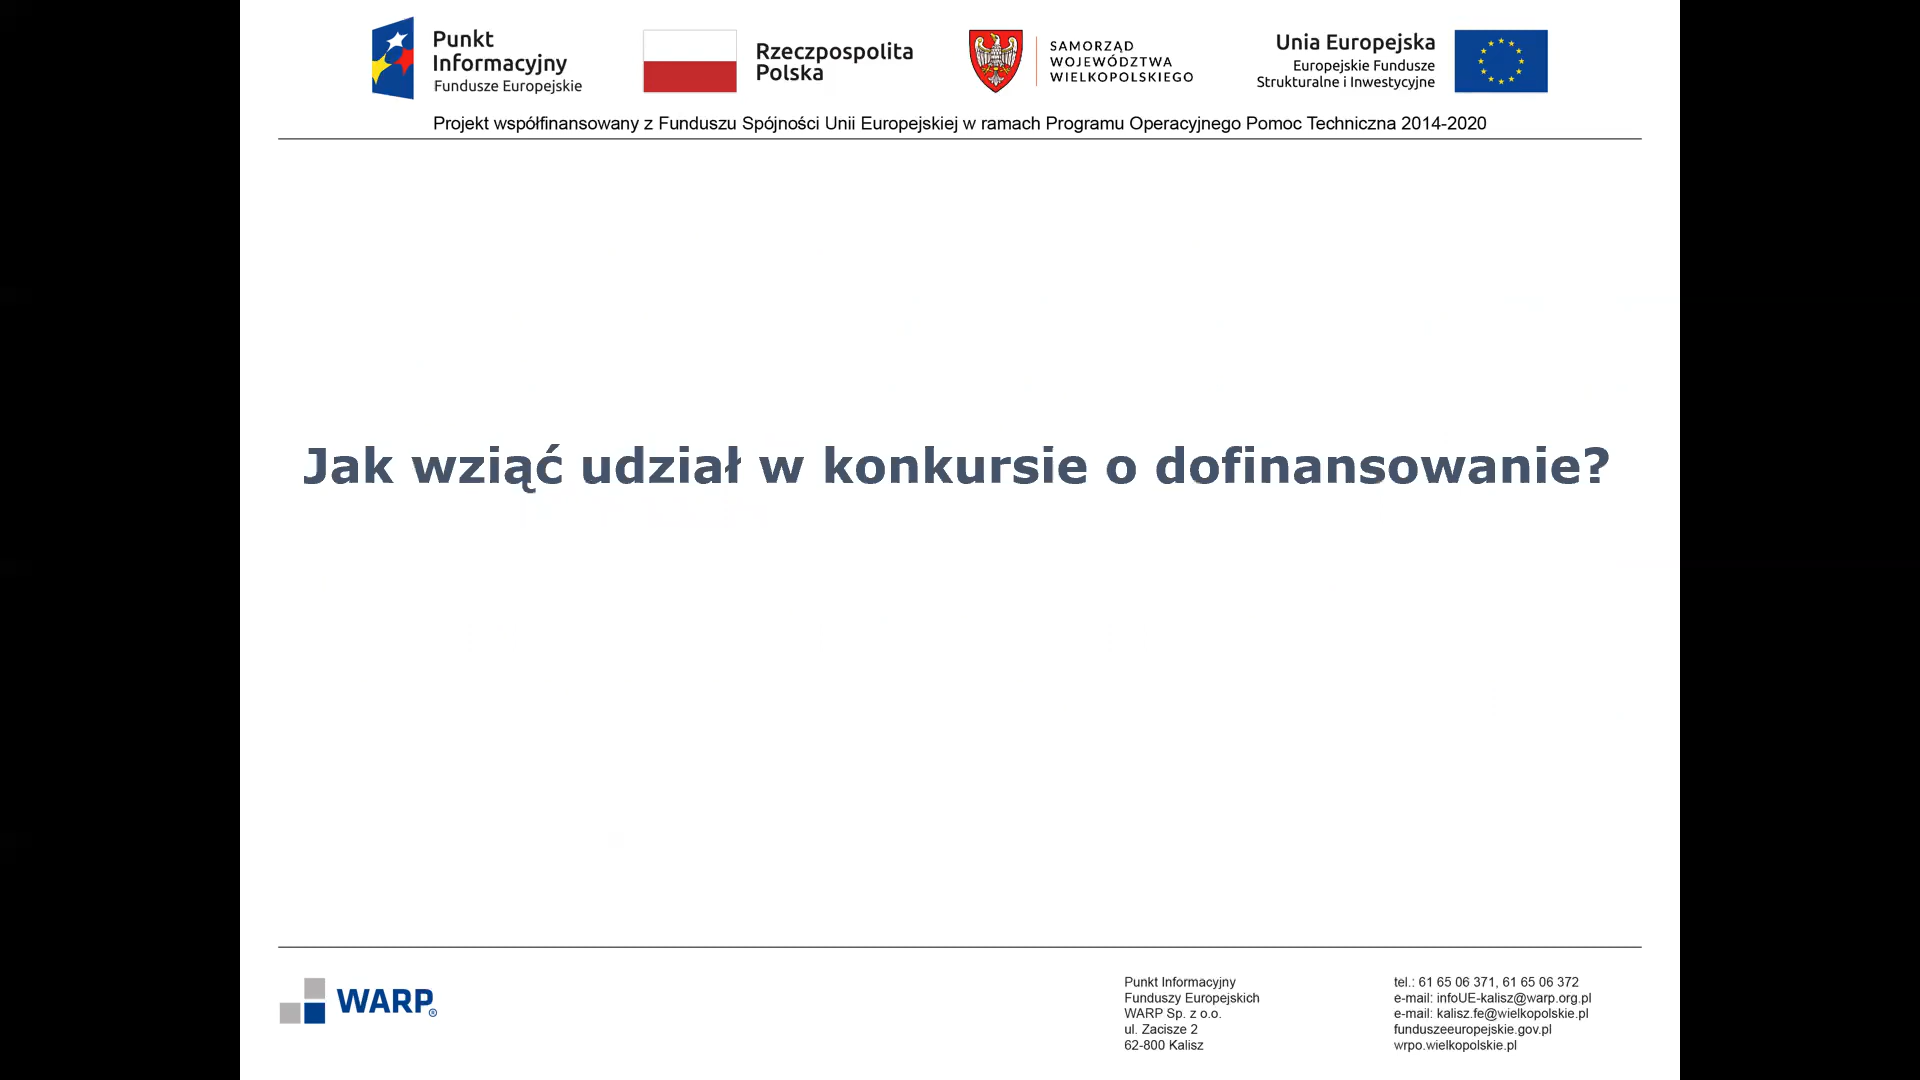 Punkt
Informacyjny
Fundusze Europejskie
Rzeczpospolita
Polska
SAMORZĄD
WOJEWÓDZTWA
WIELKOPOLSKIEGO
Unia Europejska
Europejskie Fundusze
Strukturalne i Inwestycyjne
Projekt współfinansowany z Funduszu Spójności Unii Europejskiej w ramach Programu Operacyjnego Pomoc Techniczna 2014-2020
Jak wziąć udział w konkursie o dofinansowanie?
WARP®
Punkt Informacyjny
Funduszy Europejskich
WARP Sp. z o.o.
ul. Zacisze 2
62-800 Kalisz
tel.: 61 65 06 371, 61 65 06 372
e-mail: infoUE-kalisz@warp.org.pl
e-mail: kalisz.fe@wielkopolskie.pl
funduszeeuropejskie.gov.pl
wrpo.wielkopolskie.pl